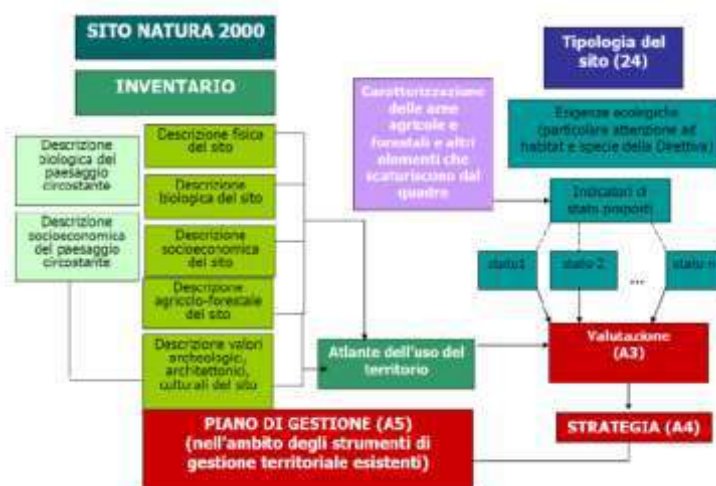 SITO NATURA 2000
INVENTARIO
Descrizione
biologica del
paesaggio
circostante
Descrizione
socioeconomica
del paesaggio
circostante
Descrizione fisica
del sito
Descrizione
biologica del sito
Descrizione
socioeconomica
del sito
Descrizione
agricolo-forestale
del sito
Descrizione valori
archeologici,
architettonici,
culturali del sito
PIANO DI GESTIONE (A5)
(nell'ambito degli strumenti di
gestione territoriale esistenti)
Atlante dell'uso del
territorio
Caratturizzazione
delle aree
agricole e
forestali e altri
elementi che
scaturiscono dal
quadro
Tipologia del
sito (24)
Esigenze ecologiche
(particolare attenzione ad
habitat e specie della Direttiva)
Indicatori di
stato proposti
stato1
stato 2
...
stato n
Valutazione
(A3)
STRATEGIA (A4)